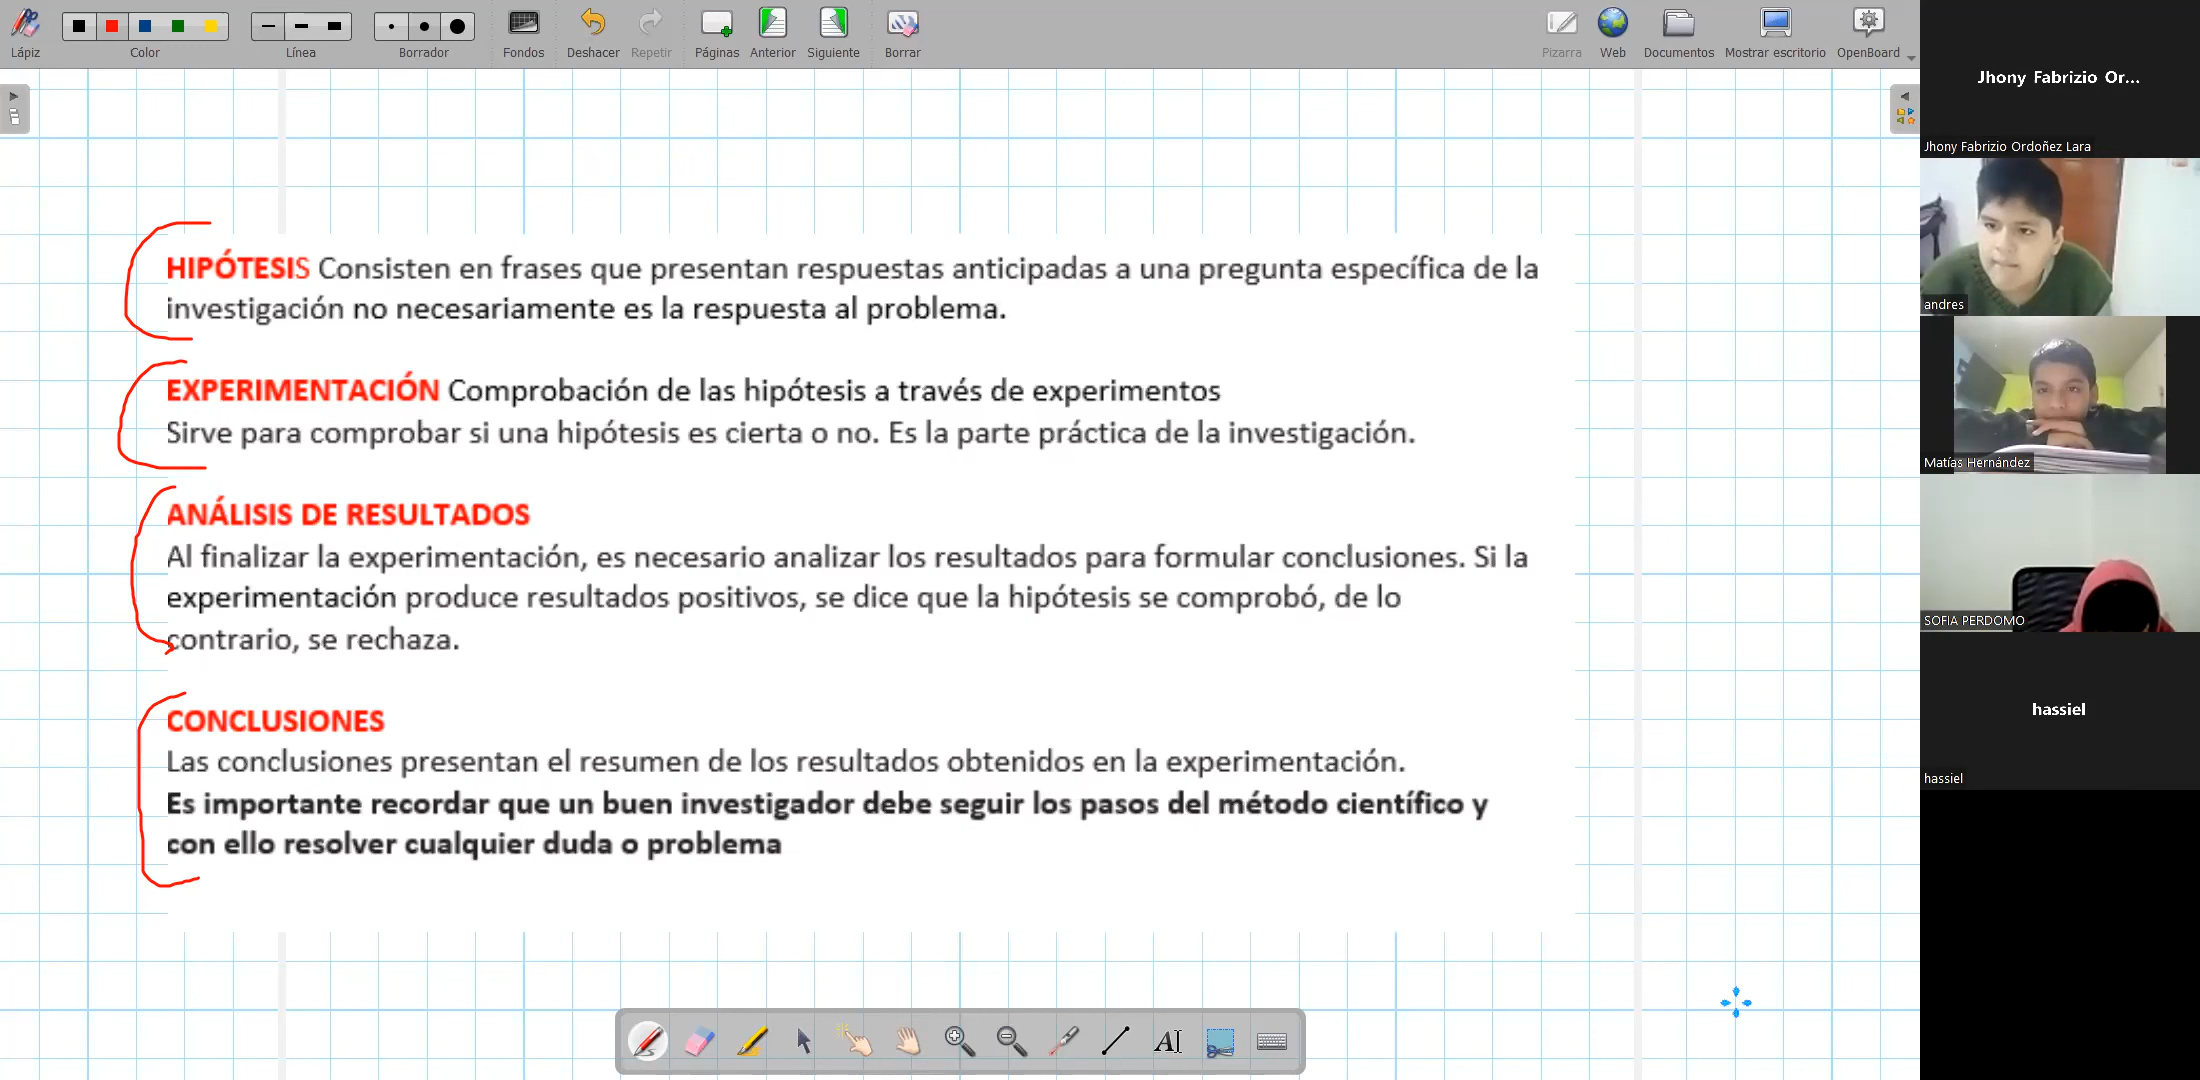 Lápiz
Color
Línea
Borrador
Fondos
Deshacer
Repetir
Páginas
Anterior
Siguiente
Borrar
Pizarra
Web
Documentos
Mostrar escritorio
OpenBoard
HIPÓTESIS Consisten en frases que presentan respuestas anticipadas a una pregunta específica de la
investigación no necesariamente es la respuesta al problema.
EXPERIMENTACIÓN Comprobación de las hipótesis a través de experimentos
Sirve para comprobar si una hipótesis es cierta o no. Es la parte práctica de la investigación.
ANÁLISIS DE RESULTADOS
Al finalizar la experimentación, es necesario analizar los resultados para formular conclusiones. Si la
experimentación produce resultados positivos, se dice que la hipótesis se comprobó, de lo
contrario, se rechaza.
CONCLUSIONES
Las conclusiones presentan el resumen de los resultados obtenidos en la experimentación.
Es importante recordar que un buen investigador debe seguir los pasos del método científico y
con ello resolver cualquier duda o problema
AI
Jhony Fabrizio Or...
Jhony Fabrizio Ordoñez Lara
andres
Matías Hernández
SOFIA PERDOMO
hassiel
hassiel